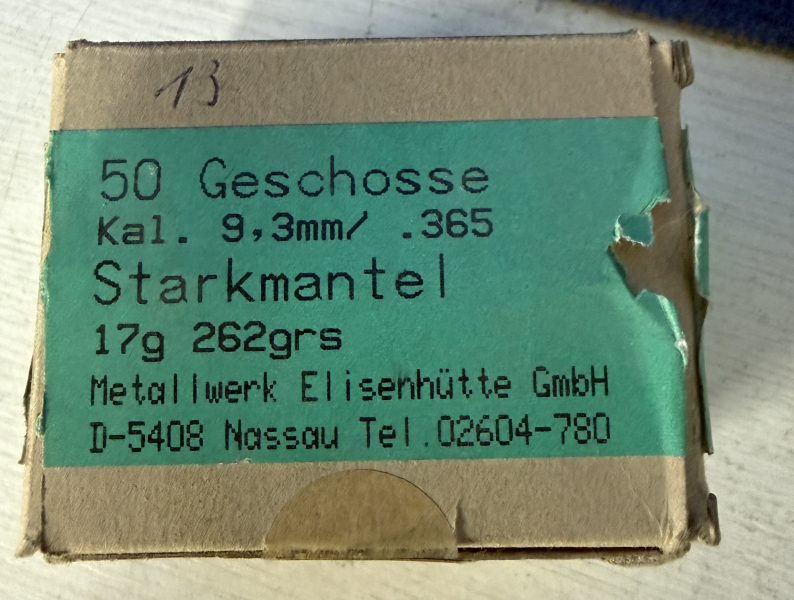 13
50 Geschosse
Kal. 9,3mm/ .365
Starkmantel
17g 262grs
Metallwerk Elisenhütte GmbH
D-5408 Nassau Tel.02604-780